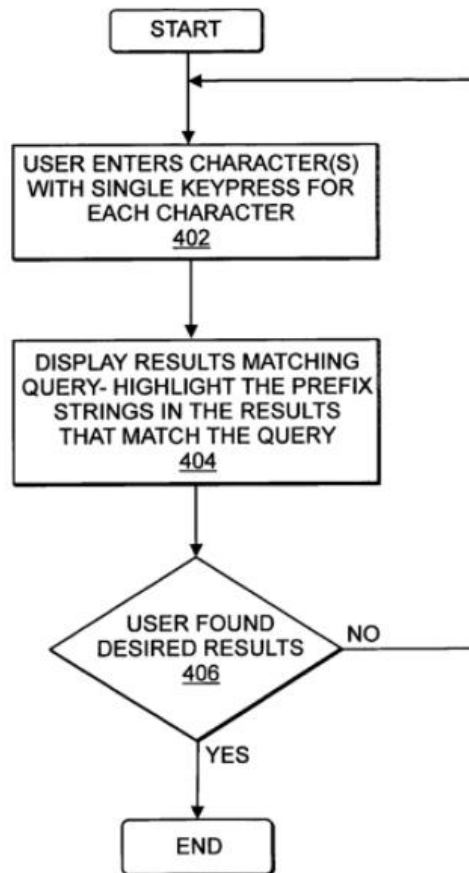 START
USER ENTERS CHARACTER(S)
WITH SINGLE KEYPRESS FOR
EACH CHARACTER
402
DISPLAY RESULTS MATCHING
QUERY- HIGHLIGHT THE PREFIX
STRINGS IN THE RESULTS
THAT MATCH THE QUERY
404
USER FOUND
DESIRED RESULTS
406
NO
YES
END